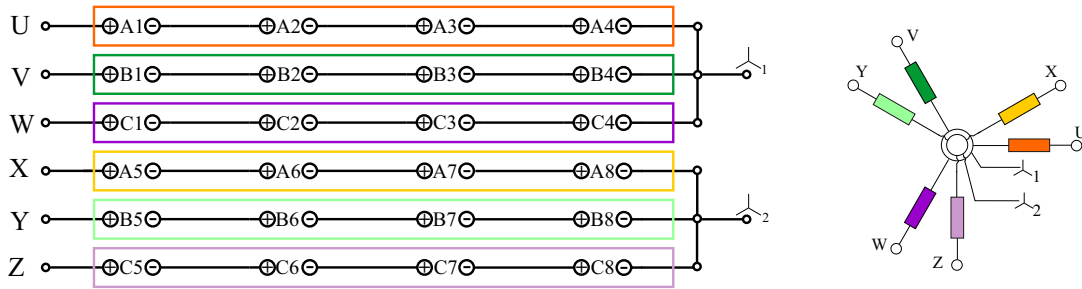 U ⊕A1⊖ ⊕A2⊖ ⊕A3⊖ ⊕A4⊖
V ⊕B1⊖ ⊕B2⊖ ⊕B3⊖ ⊕B4⊖ 1
W ⊕C1⊖ ⊕C2⊖ ⊕C3⊖ ⊕C4⊖
X ⊕A5⊖ ⊕A6⊖ ⊕A7⊖ ⊕A8⊖
Y ⊕B5⊖ ⊕B6⊖ ⊕B7⊖ ⊕B8⊖ 2
Z ⊕C5⊖ ⊕C6⊖ ⊕C7⊖ ⊕C8⊖
V
Y
X
U
1
2
W
Z